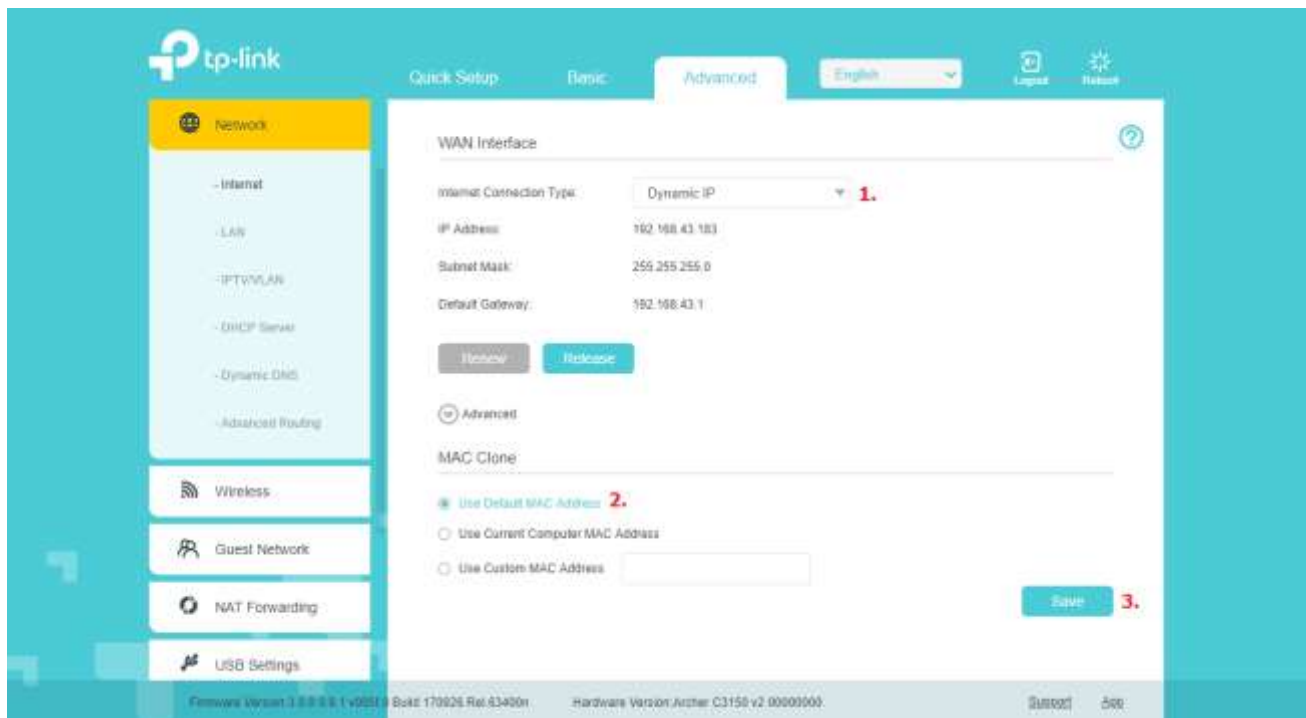 tp-link
Quick Setup Basic Advanced English Logout Reboot
Network
- Internet
- LAN
- IPTV/VLAN
- DHCP Server
- Dynamic DNS
- Advanced Routing
Wireless
Guest Network
NAT Forwarding
USB Settings
WAN Interface
Internet Connection Type: Dynamic IP 1.
IP Address: 192.168.43.183
Subnet Mask: 255.255.255.0
Default Gateway: 192.168.43.1
Renew Release
Advanced
MAC Clone
Use Default MAC Address 2.
Use Current Computer MAC Address
Use Custom MAC Address
Save 3.
Firmware Version: Build 170926 Rel.63400n Hardware Version: Archer C3150 v2 00000000 Support App